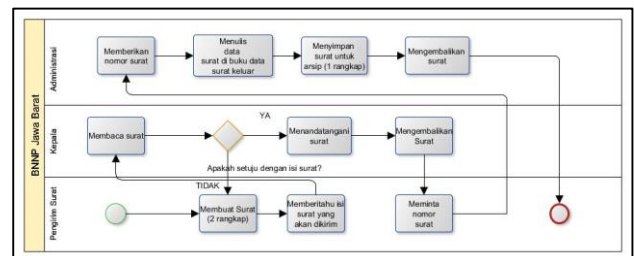 BNNP Jawa Barat
Administrasi
Memberikan
nomor surat
Menulis
data
surat di buku data
surat keluar
Menyimpan
surat untuk
arsip (1 rangkap)
Mengembalikan
surat
Kepala
Membaca surat
YA
Apakah setuju dengan isi surat?
TIDAK
Menandatangani
surat
Mengembalikan
Surat
Pengirim Surat
Membuat Surat
(2 rangkap)
Memberitahu isi
surat yang
akan dikirim
Meminta
nomor
surat